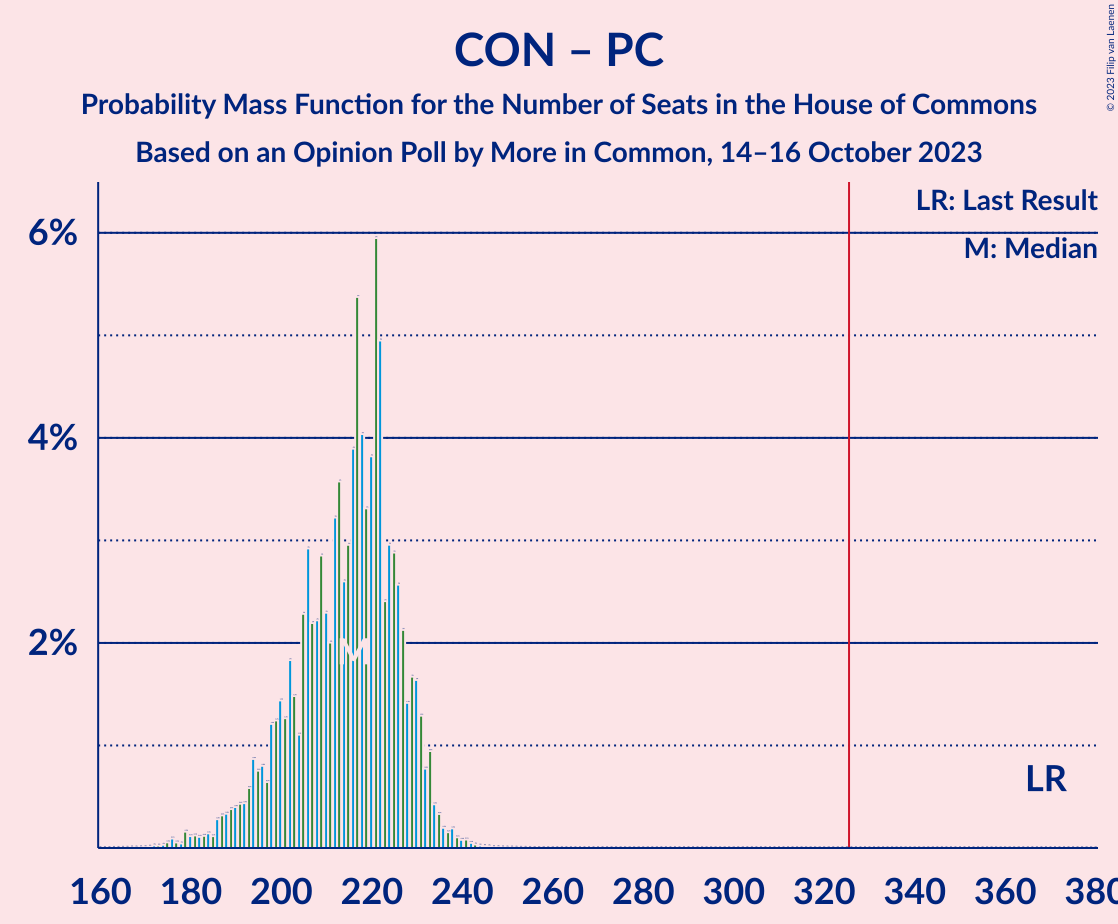 CON – PC
Probability Mass Function for the Number of Seats in the House of Commons
Based on an Opinion Poll by More in Common, 14–16 October 2023
© 2023 Filip van Laenen
LR: Last Result
M: Median
6%
4%
2%
M
LR
160 180 200 220 240 260 280 300 320 340 360 380